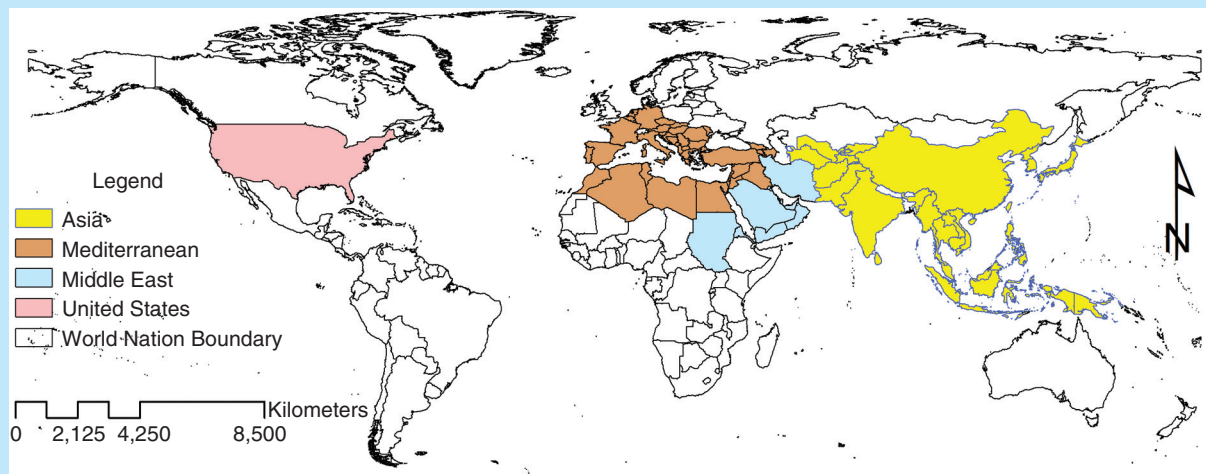 Legend
Asia
Mediterranean
Middle East
United States
World Nation Boundary
Kilometers
0 2,125 4,250 8,500
N